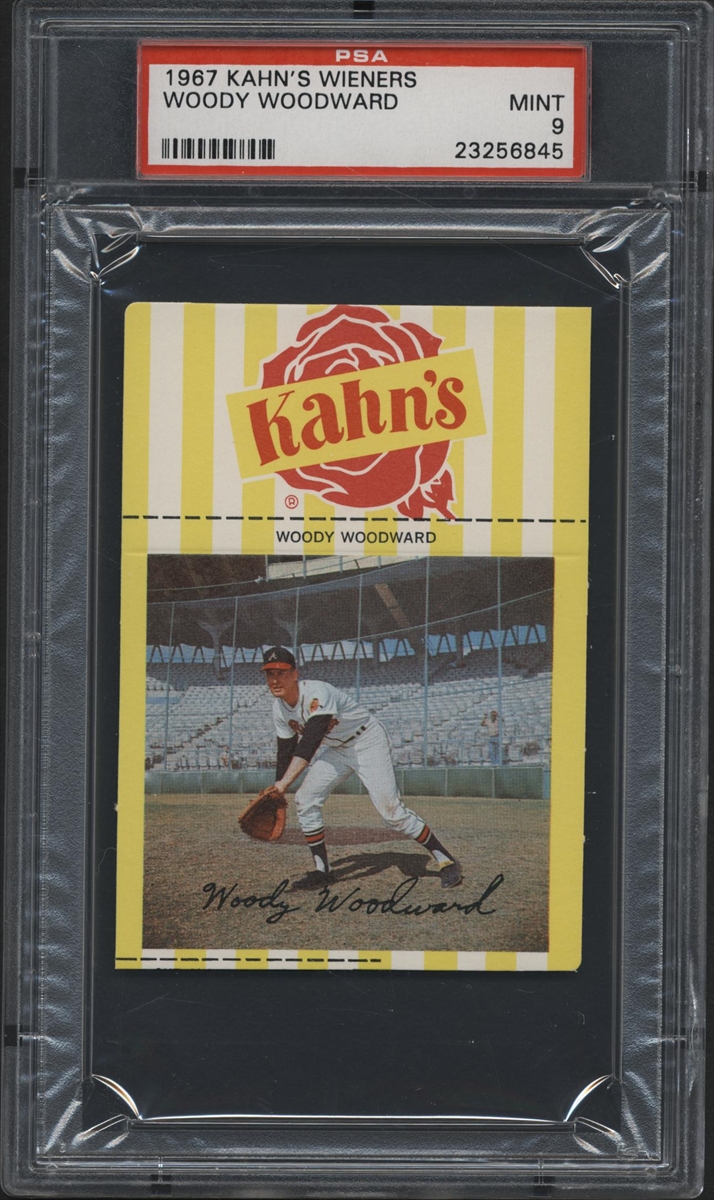 PSA
1967 KAHN'S WIENERS
WOODY WOODWARD MINT
9
23256845
Kahn's
®
WOODY WOODWARD
Woody Woodward